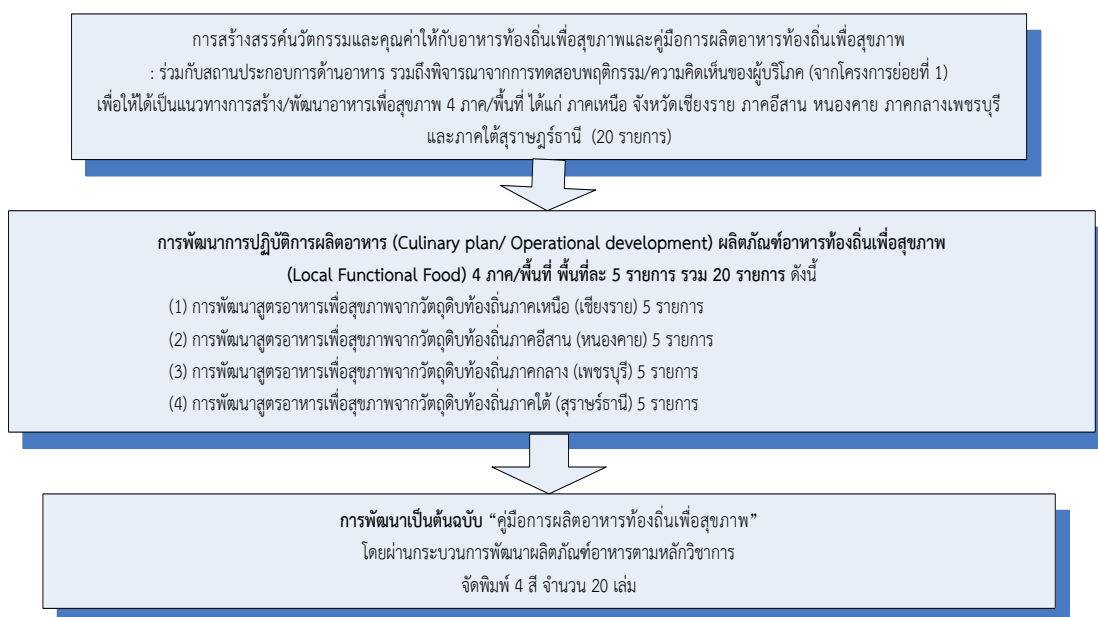 การสร้างสรรค์นวัตกรรมและคุณค่าให้กับอาหารท้องถิ่นเพื่อสุขภาพและคู่มือการผลิตอาหารท้องถิ่นเพื่อสุขภาพ
: ร่วมกับสถานประกอบการด้านอาหาร รวมถึงพิจารณาจากการทดสอบพฤติกรรม/ความคิดเห็นของผู้บริโภค (จากโครงการย่อยที่ 1)
เพื่อให้ได้เป็นแนวทางการสร้าง/พัฒนาอาหารเพื่อสุขภาพ 4 ภาค/พื้นที่ ได้แก่ ภาคเหนือ จังหวัดเชียงราย ภาคอีสาน หนองคาย ภาคกลางเพชรบุรี
และภาคใต้สุราษฎร์ธานี (20 รายการ)
การพัฒนาการปฏิบัติการผลิตอาหาร (Culinary plan/ Operational development) ผลิตภัณฑ์อาหารท้องถิ่นเพื่อสุขภาพ
(Local Functional Food) 4 ภาค/พื้นที่ พื้นที่ละ 5 รายการ รวม 20 รายการ ดังนี้
(1) การพัฒนาสูตรอาหารเพื่อสุขภาพจากวัตถุดิบท้องถิ่นภาคเหนือ (เชียงราย) 5 รายการ
(2) การพัฒนาสูตรอาหารเพื่อสุขภาพจากวัตถุดิบท้องถิ่นภาคอีสาน (หนองคาย) 5 รายการ
(3) การพัฒนาสูตรอาหารเพื่อสุขภาพจากวัตถุดิบท้องถิ่นภาคกลาง (เพชรบุรี) 5 รายการ
(4) การพัฒนาสูตรอาหารเพื่อสุขภาพจากวัตถุดิบท้องถิ่นภาคใต้ (สุราษร์ธานี) 5 รายการ
การพัฒนาเป็นต้นฉบับ “คู่มือการผลิตอาหารท้องถิ่นเพื่อสุขภาพ”
โดยผ่านกระบวนการพัฒนาผลิตภัณฑ์อาหารตามหลักวิชาการ
จัดพิมพ์ 4 สี จำนวน 20 เล่ม